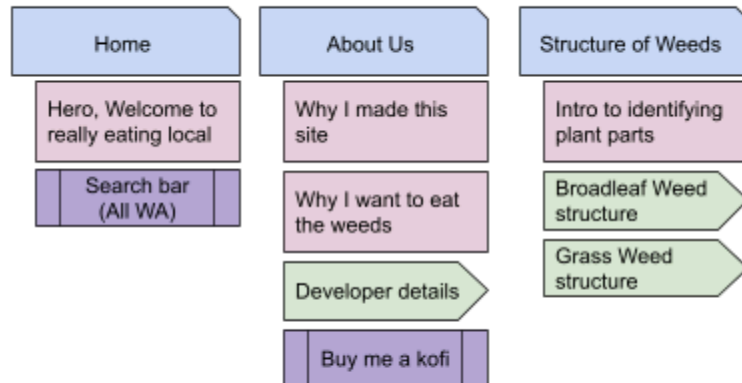 Home
Hero, Welcome to
really eating local
Search bar
(All WA)
About Us
Why I made this
site
Why I want to eat
the weeds
Developer details
Buy me a kofi
Structure of Weeds
Intro to identifying
plant parts
Broadleaf Weed
structure
Grass Weed
structure